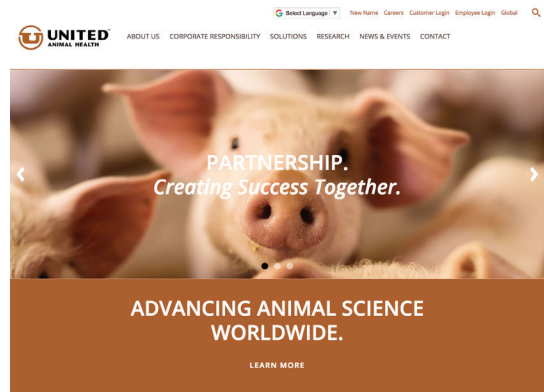 Select Language ▼
New Name Careers Customer Login Employee Login Global
UNITED
ANIMAL HEALTH
ABOUT US CORPORATE RESPONSIBILITY SOLUTIONS RESEARCH NEWS & EVENTS CONTACT
PARTNERSHIP.
Creating Success Together.
ADVANCING ANIMAL SCIENCE
WORLDWIDE.
LEARN MORE